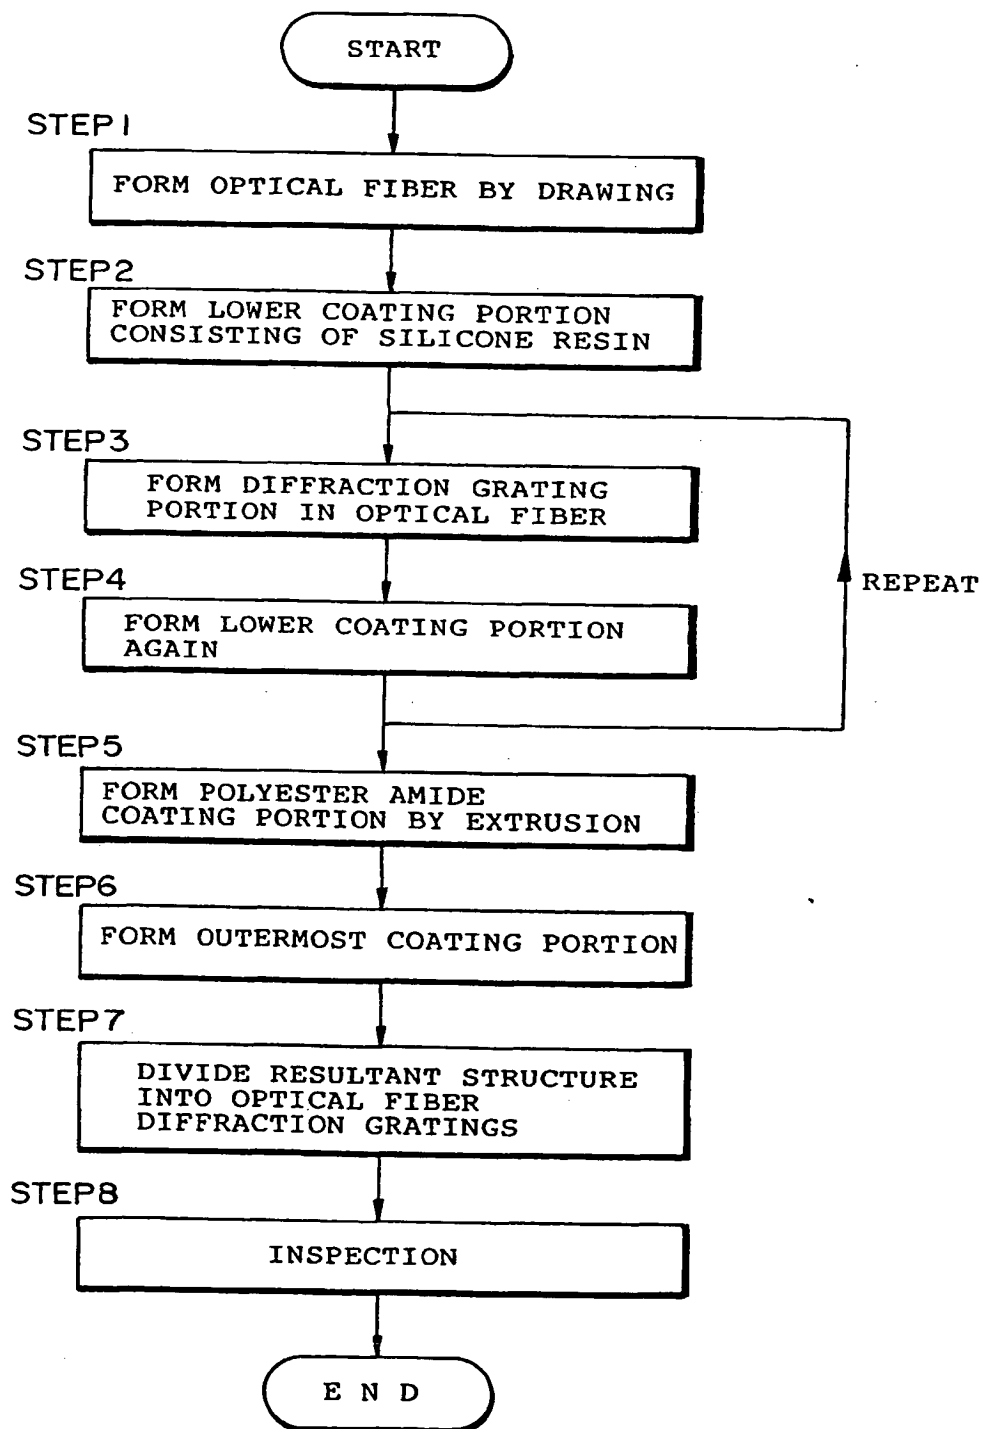 START
STEP1
FORM OPTICAL FIBER BY DRAWING
STEP2
FORM LOWER COATING PORTION
CONSISTING OF SILICONE RESIN
STEP3
FORM DIFFRACTION GRATING
PORTION IN OPTICAL FIBER
STEP4
FORM LOWER COATING PORTION
AGAIN
REPEAT
STEP5
FORM POLYESTER AMIDE
COATING PORTION BY EXTRUSION
STEP6
FORM OUTERMOST COATING PORTION
STEP7
DIVIDE RESULTANT STRUCTURE
INTO OPTICAL FIBER
DIFFRACTION GRATINGS
STEP8
INSPECTION
END